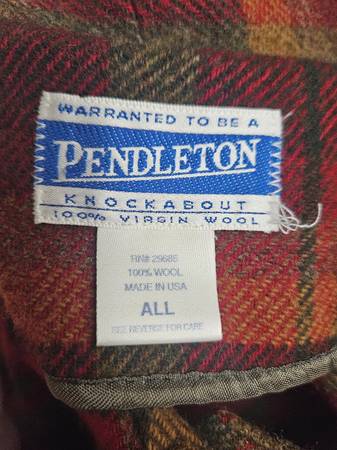 WARRANTED TO BE A
PENDLETON
KNOCKABOUT
100% VIRGIN WOOL
RN# 29685
100% WOOL
MADE IN USA
ALL
SEE REVERSE FOR CARE